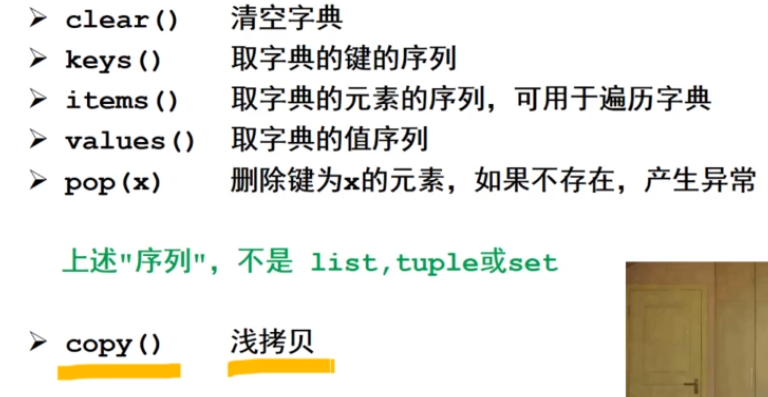 ➢ clear() 清空字典
➢ keys() 取字典的键的序列
➢ items() 取字典的元素的序列，可用于遍历字典
➢ values() 取字典的值序列
➢ pop(x) 删除键为x的元素，如果不存在，产生异常
上述"序列"，不是 list,tuple或set
➢ copy() 浅拷贝